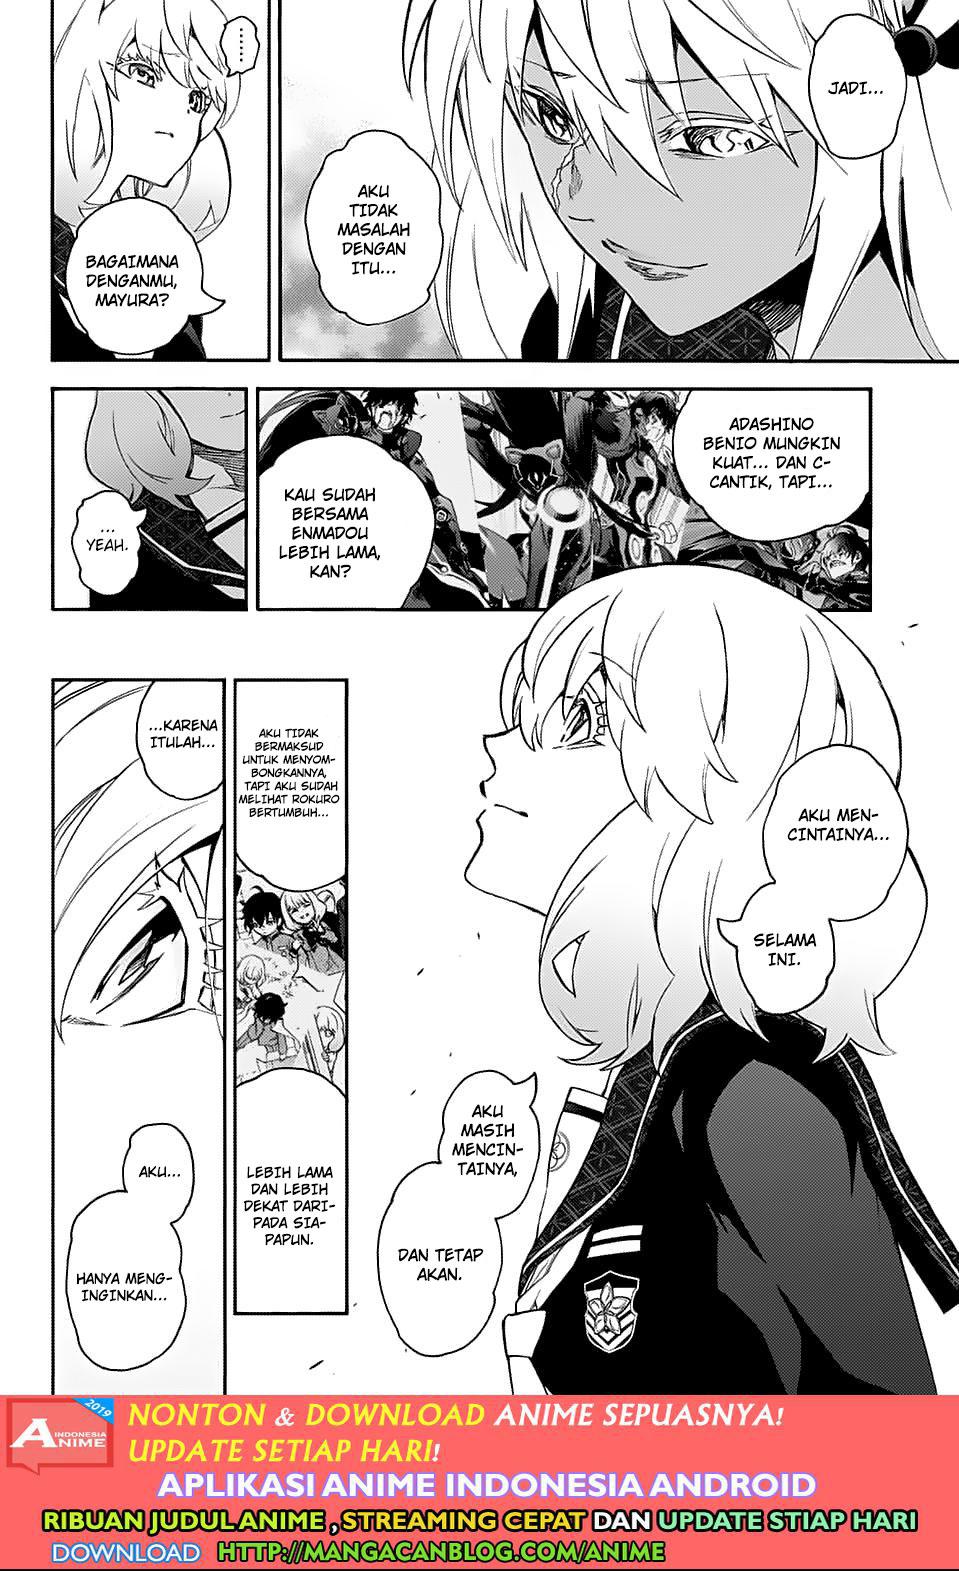 JADI...
AKU
TIDAK
MASALAH
DENGAN
ITU...
........
BAGAIMANA
DENGANMU,
MAYURA?
ADASHINO
BENIO MUNGKIN
KUAT... DAN C-
CANTIK, TAPI...
KAU SUDAH
BERSAMA
ENMADOU
LEBIH LAMA,
KAN?
...
YEAH.
AKU MEN-
CINTAINYA...
SELAMA
INI.
AKU
MASIH
MENCIN-
TAINYA,
DAN TETAP
AKAN.
AKU TIDAK
BERMAKSUD
UNTUK MENYOM-
BONGKANNYA,
TAPI AKU SUDAH
MELIHAT ROKURO
BERTUMBUH...
LEBIH LAMA
DAN LEBIH
DEKAT DARI-
PADA SIA-
PAPUN.
...KARENA
ITULAH...
AKU...
HANYA MENG-
INGINKAN...
A INDONESIA
ANIME
2019
NONTON & DOWNLOAD ANIME SEPUASNYA!
UPDATE SETIAP HARI!
APLIKASI ANIME INDONESIA ANDROID
RIBUAN JUDUL ANIME , STREAMING CEPAT DAN UPDATE STIAP HARI
DOWNLOAD HTTP://MANGACANBLOG.COM/ANIME